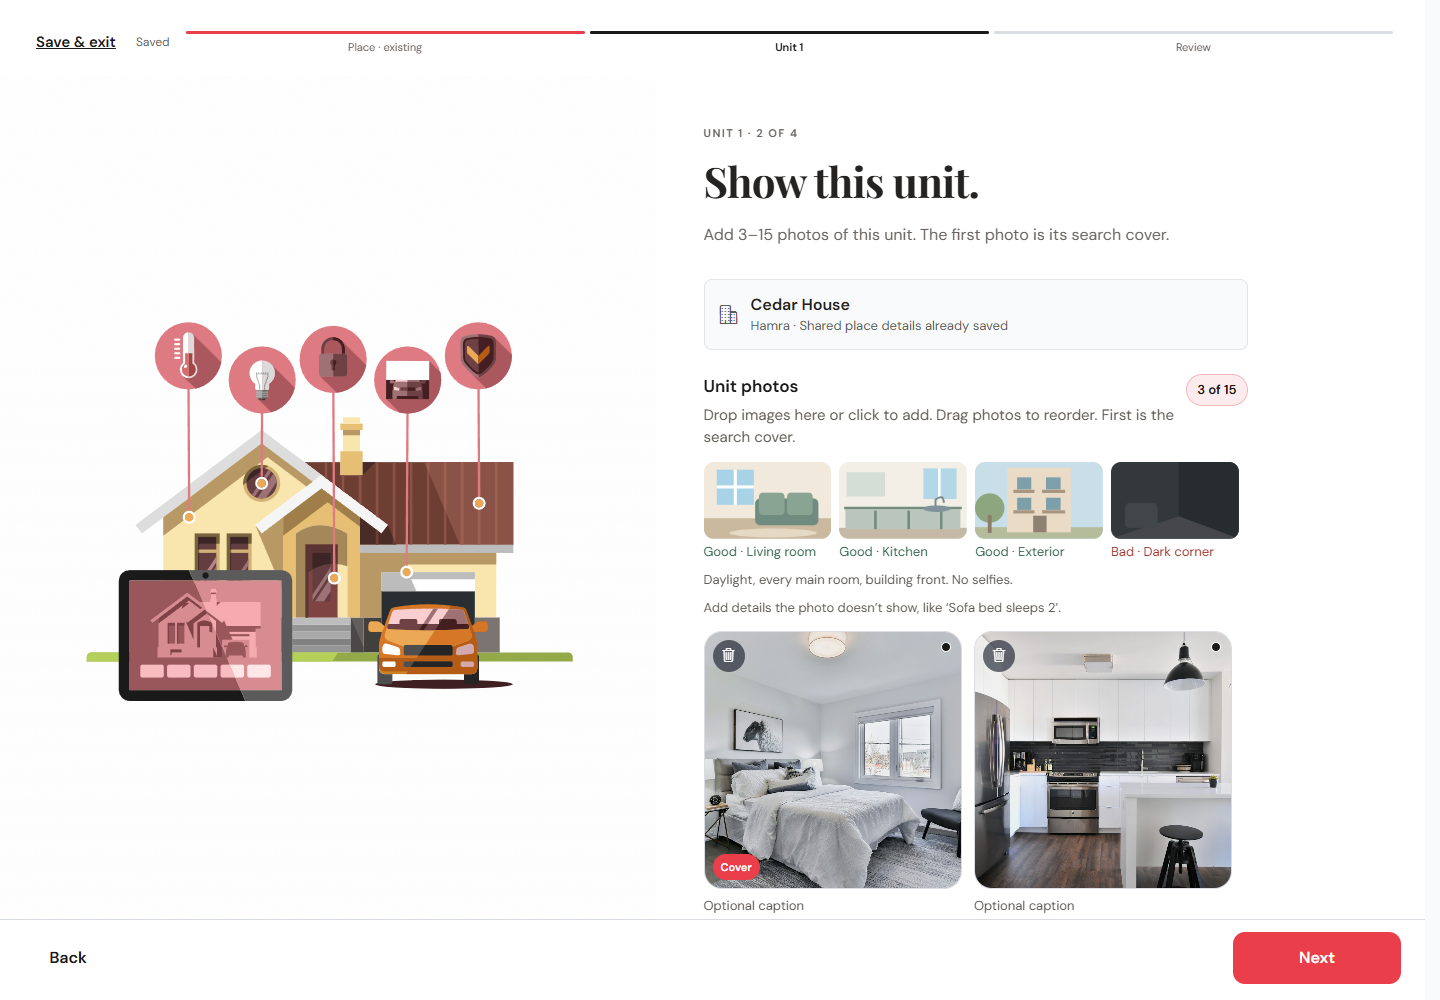 Save & exit
Saved
Place · existing
Unit 1
Review
UNIT 1 · 2 OF 4
Show this unit.
Add 3–15 photos of this unit. The first photo is its search cover.
Cedar House
Hamra · Shared place details already saved
Unit photos
3 of 15
Drop images here or click to add. Drag photos to reorder. First is the
search cover.
Good · Living room
Good · Kitchen
Good · Exterior
Bad · Dark corner
Daylight, every main room, building front. No selfies.
Add details the photo doesn’t show, like ‘Sofa bed sleeps 2’.
Cover
Optional caption
Optional caption
Back
Next